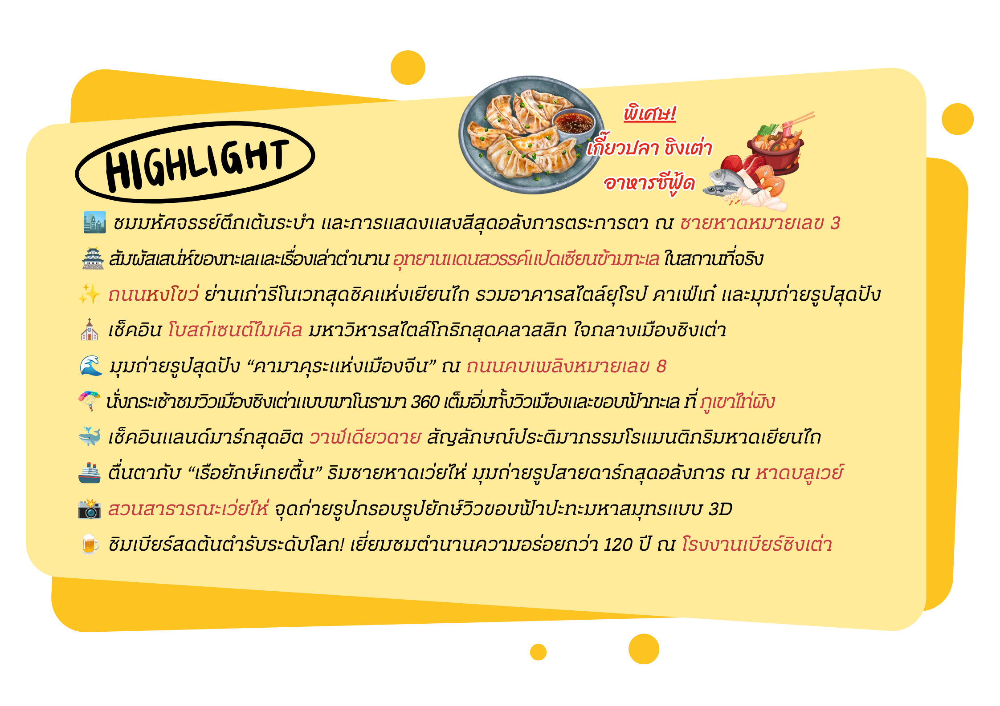 HIGHLIGHT
พิเศษ!
เกี๊ยวปลา ชิงเต่า
อาหารซีฟู้ด
ชมมหัศจรรย์ตึกเต้นระบำ และการแสดงแสงสีสุดอลังการตระการตา ณ ชายหาดหมายเลข 3
สัมผัสเสน่ห์ของทะเลและเรื่องเล่าตำนาน อุทยานแดนสวรรค์แปดเซียนข้ามทะเล ในสถานที่จริง
ถนนหงโขว่ ย่านเก่ารีโนเวทสุดชิคแห่งเยียนไถ รวมอาคารสไตล์ยุโรป คาเฟ่เก๋ และมุมถ่ายรูปสุดปัง
เช็คอิน โบสถ์เซนต์ไมเคิล มหาวิหารสไตล์โกธิกสุดคลาสสิก ใจกลางเมืองชิงเต่า
มุมถ่ายรูปสุดปัง “คามาคุระแห่งเมืองจีน” ณ ถนนคบเพลิงหมายเลข 8
นั่งกระเช้าชมวิวเมืองชิงเต่าแบบพาโนรามา 360 เต็มอิ่มทั้งวิวเมืองและขอบฟ้าทะเล ที่ ภูเขาไท่ผิง
เช็คอินแลนด์มาร์กสุดฮิต วาฬเดียวดาย สัญลักษณ์ประติมากรรมโรแมนติกริมหาดเยียนไถ
ตื่นตากับ “เรือยักษ์เกยตื้น” ริมชายหาดเว่ยไห่ มุมถ่ายรูปสายดาร์กสุดอลังการ ณ หาดบลูเวย์
สวนสาธารณะเว่ยไห่ จุดถ่ายรูปกรอบรูปยักษ์วิวขอบฟ้าปะทะมหาสมุทรแบบ 3D
ชิมเบียร์สดต้นตำรับระดับโลก! เยี่ยมชมตำนานความอร่อยกว่า 120 ปี ณ โรงงานเบียร์ชิงเต่า